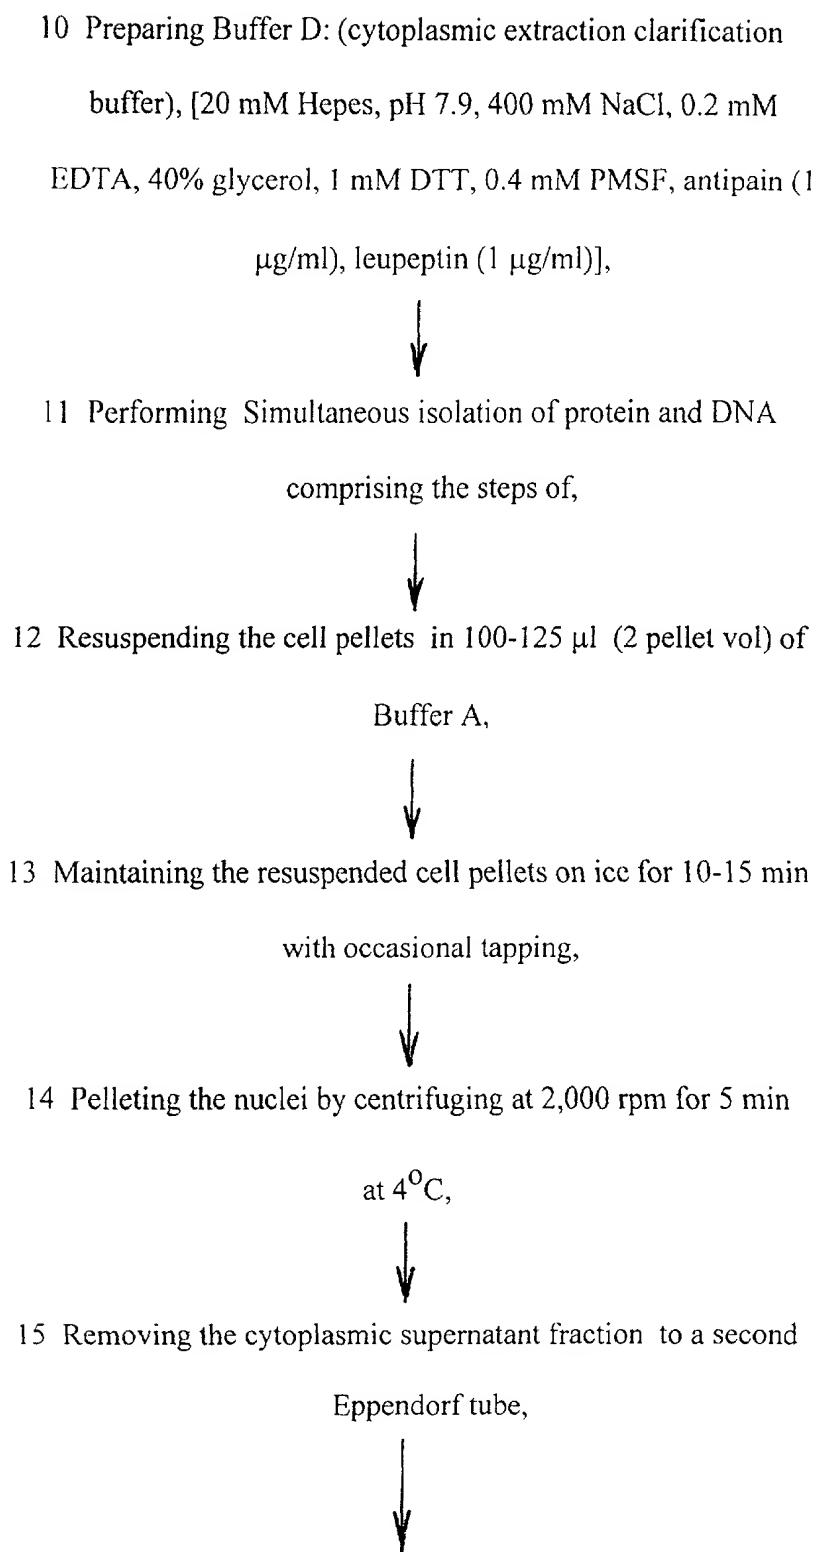 10 Preparing Buffer D: (cytoplasmic extraction clarification
buffer), [20 mM Hepes, pH 7.9, 400 mM NaCl, 0.2 mM
EDTA, 40% glycerol, 1 mM DTT, 0.4 mM PMSF, antipain (1
µg/ml), leupeptin (1 µg/ml)],
11 Performing Simultaneous isolation of protein and DNA
comprising the steps of,
12 Resuspending the cell pellets in 100-125 µl (2 pellet vol) of
Buffer A,
13 Maintaining the resuspended cell pellets on ice for 10-15 min
with occasional tapping,
14 Pelleting the nuclei by centrifuging at 2,000 rpm for 5 min
at 4°C,
15 Removing the cytoplasmic supernatant fraction to a second
Eppendorf tube,